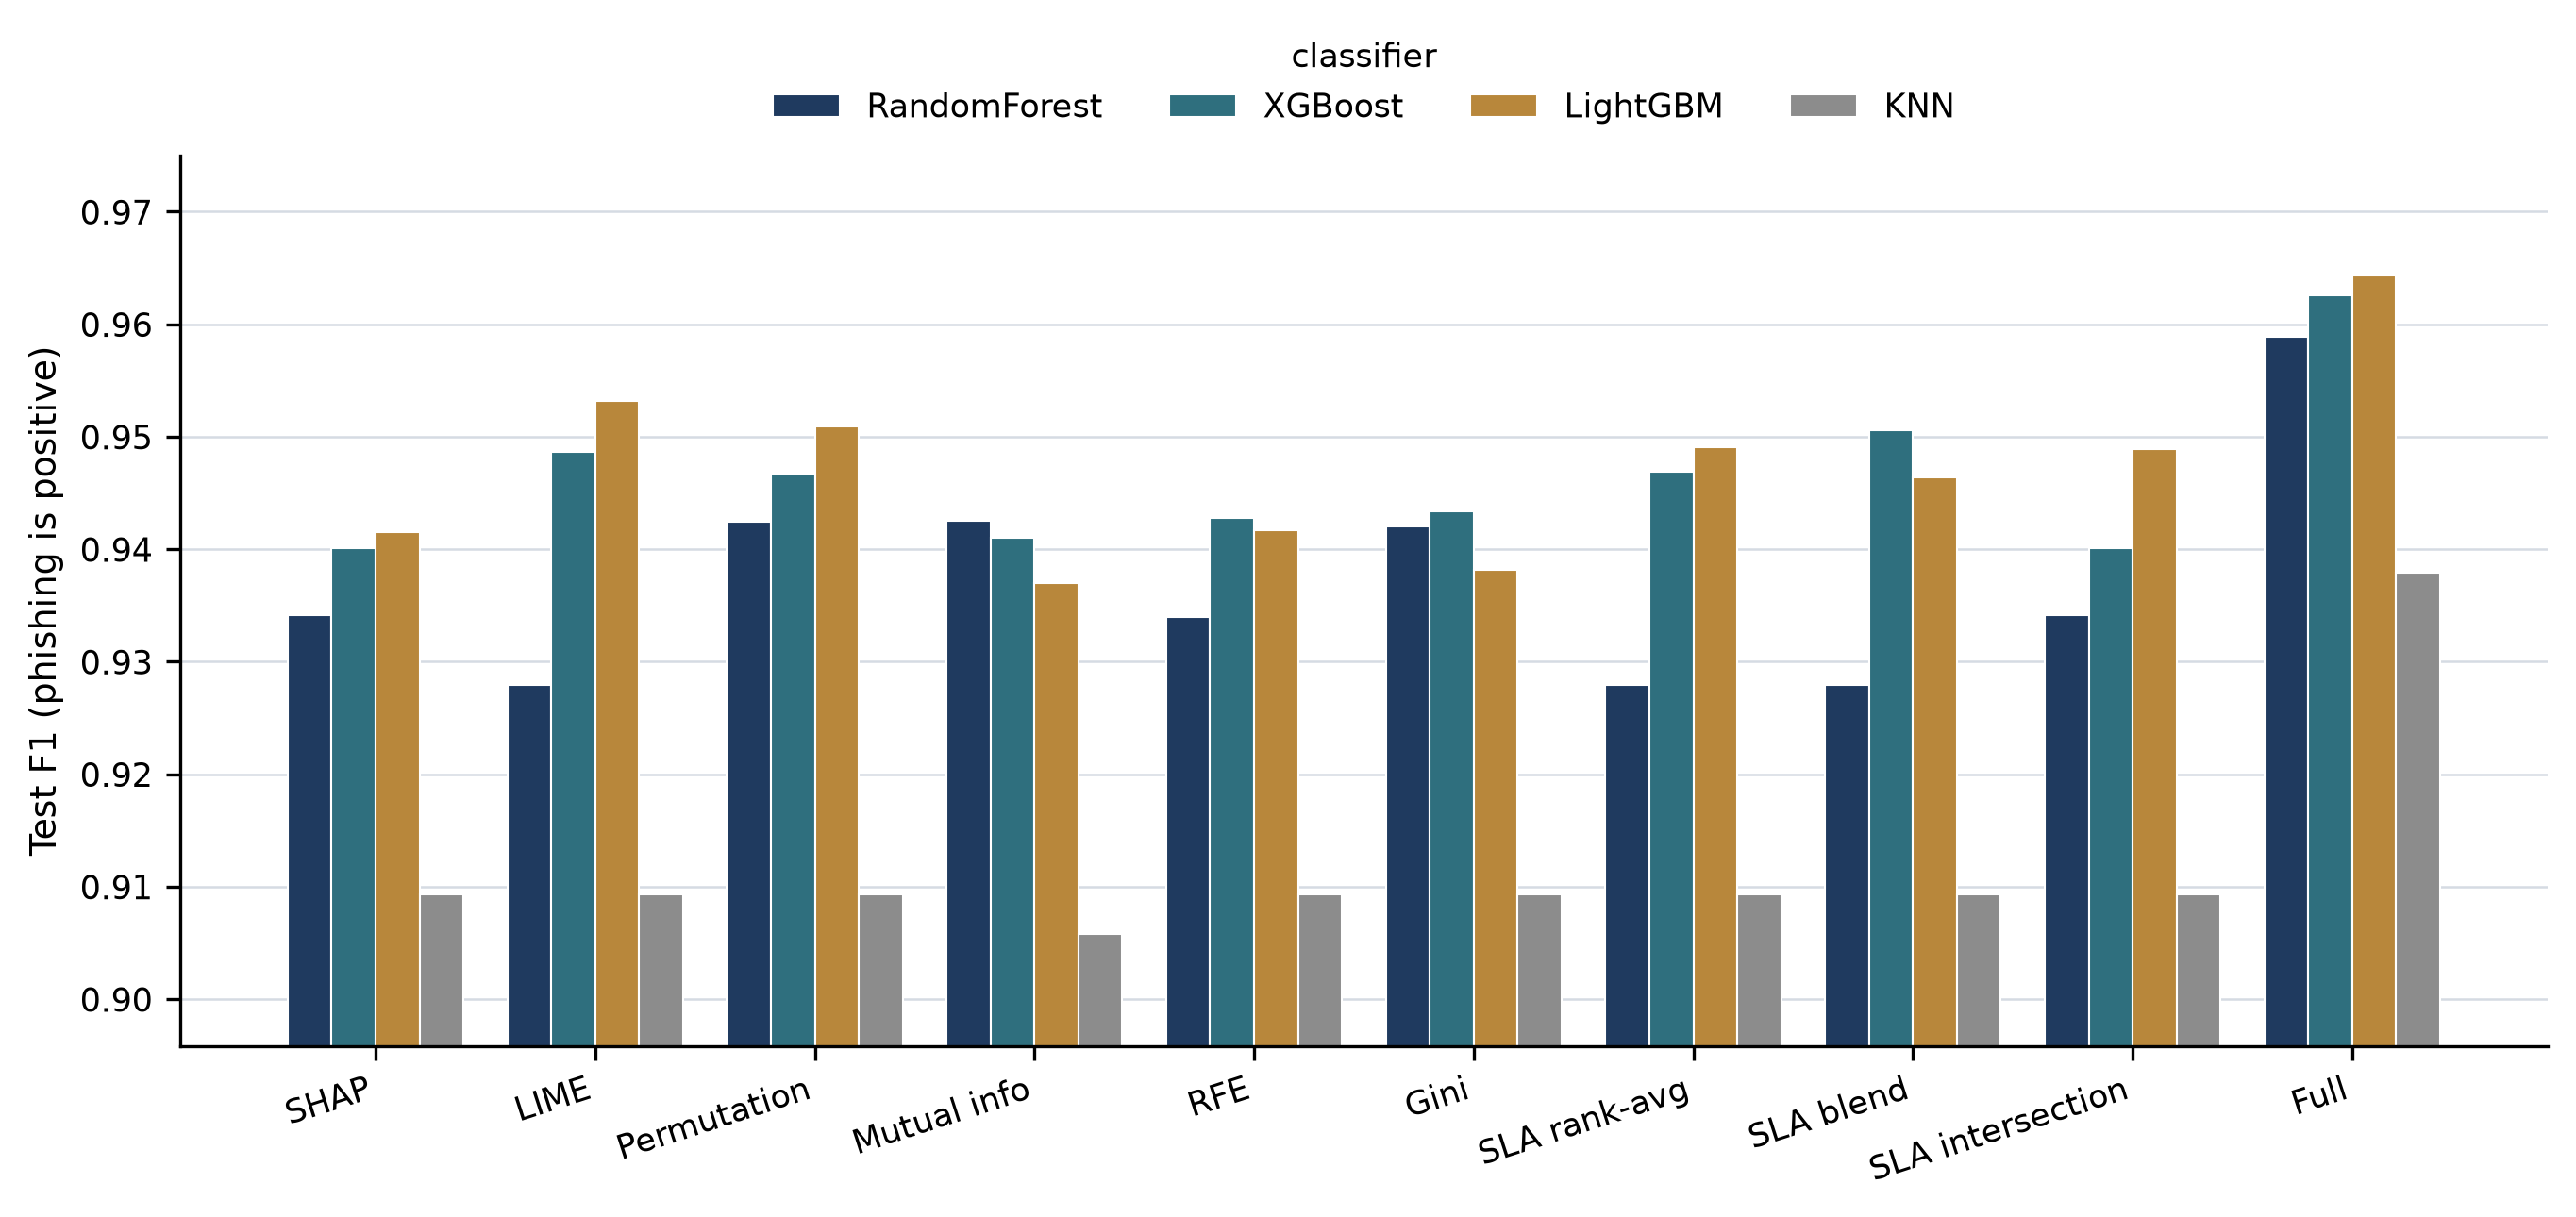 classifier
RandomForest XGBoost LightGBM KNN
Test F1 (phishing is positive)
0.97
0.96
0.95
0.94
0.93
0.92
0.91
0.90
SHAP LIME Permutation Mutual info RFE Gini SLA rank-avg SLA blend SLA intersection Full